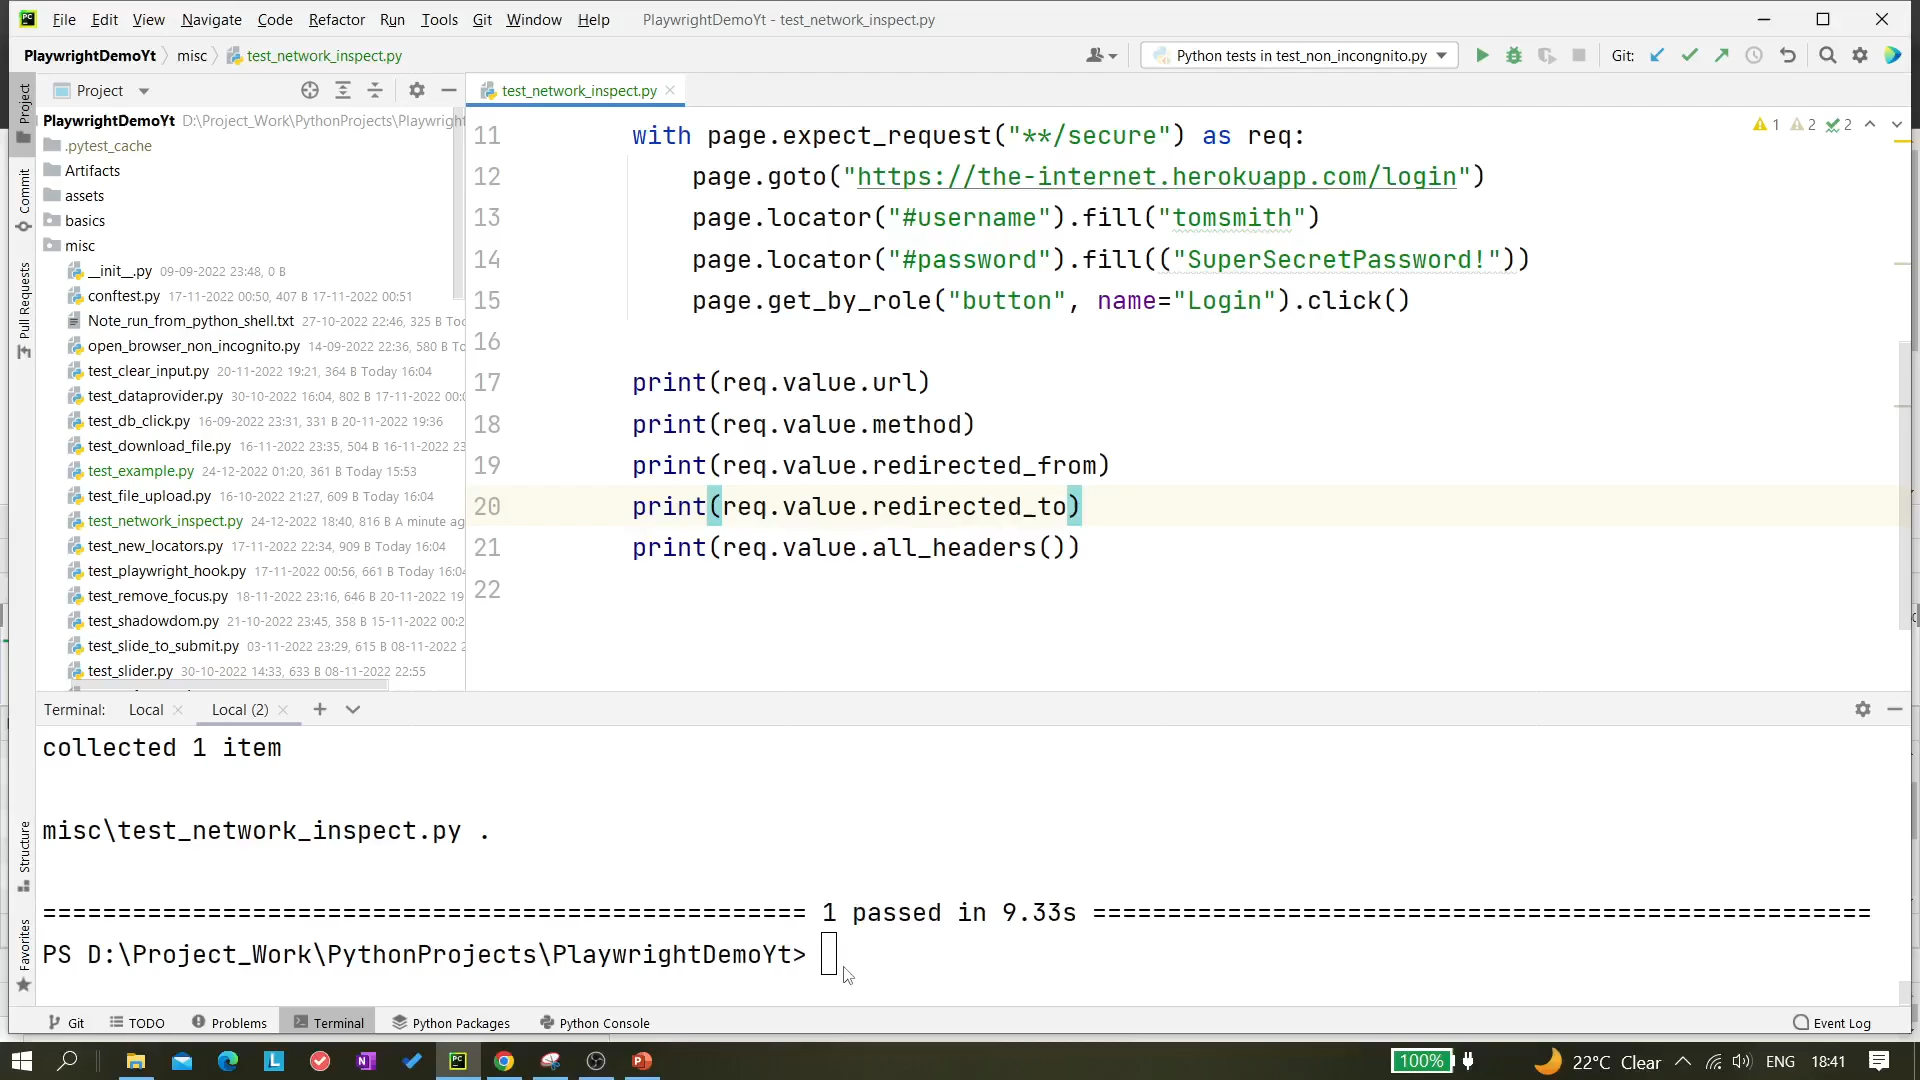 File Edit View Navigate Code Refactor Run Tools Git Window Help PlaywrightDemoYt - test_network_inspect.py
PlaywrightDemoYt misc test_network_inspect.py Python tests in test_non_incongnito.py Git:
Project test_network_inspect.py
PlaywrightDemoYt D:\Project_Work\PythonProjects\Playwright
.pytest_cache
Artifacts
assets
basics
misc
__init__.py 09-09-2022 23:48, 0 B
conftest.py 17-11-2022 00:50, 407 B 17-11-2022 00:51
Note_run_from_python_shell.txt 27-10-2022 22:46, 325 B
open_browser_non_incognito.py 14-09-2022 22:36, 580 B
test_clear_input.py 20-11-2022 19:21, 364 B Today 16:04
test_dataprovider.py 30-10-2022 16:04, 802 B 17-11-2022
test_db_click.py 16-09-2022 23:31, 331 B 20-11-2022 19:36
test_download_file.py 16-11-2022 23:35, 504 B 16-11-2022 23
test_example.py 24-12-2022 01:20, 361 B Today 15:53
test_file_upload.py 16-10-2022 21:27, 609 B Today 16:04
test_network_inspect.py 24-12-2022 18:40, 816 B A minute ag
test_new_locators.py 17-11-2022 22:34, 909 B Today 16:04
test_playwright_hook.py 17-11-2022 00:56, 661 B Today 16:04
test_remove_focus.py 18-11-2022 23:16, 646 B 20-11-2022 19
test_shadowdom.py 21-10-2022 23:45, 358 B 15-11-2022 00:2
test_slide_to_submit.py 03-11-2022 23:29, 615 B 08-11-2022 2
test_slider.py 30-10-2022 14:33, 633 B 08-11-2022 22:55
Project
Commit
Pull Requests
Structure
Favorites
1 2 2
11 with page.expect_request("**/secure") as req:
12 page.goto("https://the-internet.herokuapp.com/login")
13 page.locator("#username").fill("tomsmith")
14 page.locator("#password").fill(("SuperSecretPassword!"))
15 page.get_by_role("button", name="Login").click()
16
17 print(req.value.url)
18 print(req.value.method)
19 print(req.value.redirected_from)
20 print(req.value.redirected_to)
21 print(req.value.all_headers())
22
Terminal: Local Local (2)
collected 1 item
misc\test_network_inspect.py .
=================================================== 1 passed in 9.33s ====================================================
PS D:\Project_Work\PythonProjects\PlaywrightDemoYt>
Git TODO Problems Terminal Python Packages Python Console Event Log
100% 22°C Clear ENG 18:41